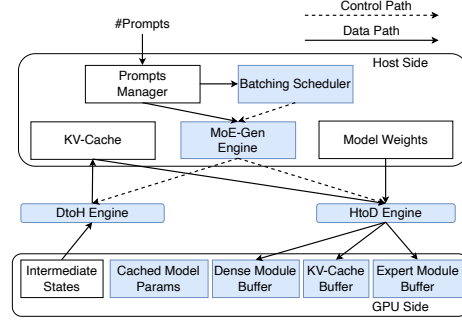 #Prompts
Control Path
Data Path
Host Side
Prompts
Manager
Batching Scheduler
KV-Cache
MoE-Gen
Engine
Model Weights
DtoH Engine
HtoD Engine
Intermediate
States
Cached Model
Params
Dense Module
Buffer
KV-Cache
Buffer
Expert Module
Buffer
GPU Side